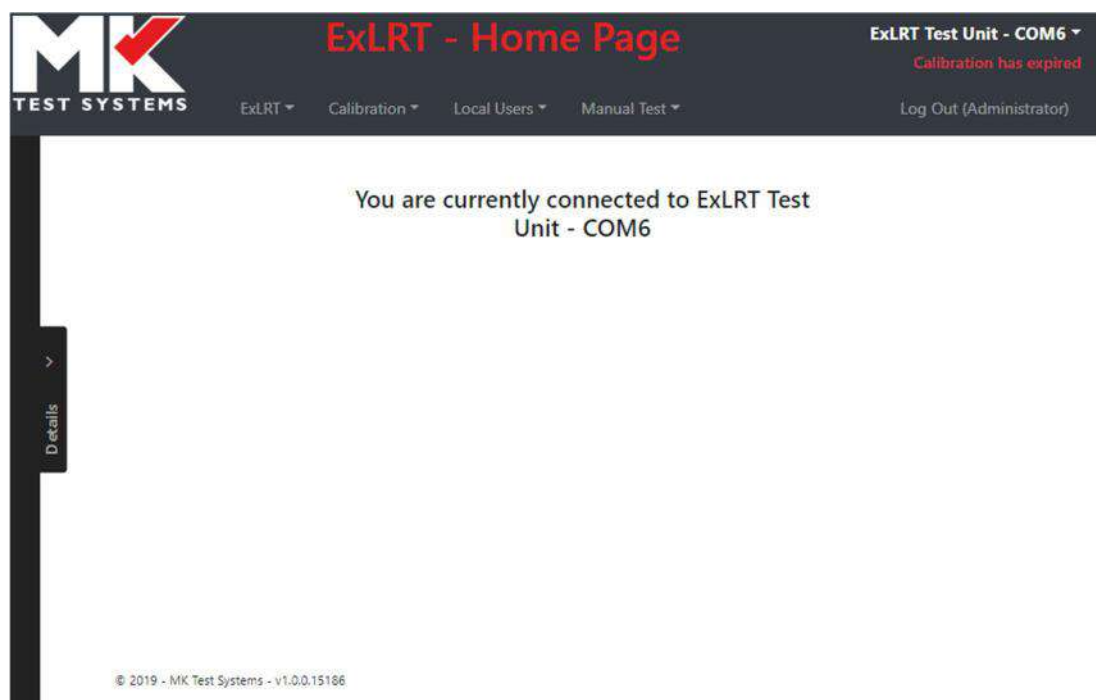 MK
TEST SYSTEMS
ExLRT - Home Page
ExLRT Test Unit - COM6
Calibration has expired
ExLRT
Calibration
Local Users
Manual Test
Log Out (Administrator)
You are currently connected to ExLRT Test
Unit - COM6
Details
© 2019 - MK Test Systems - v1.0.0.15186